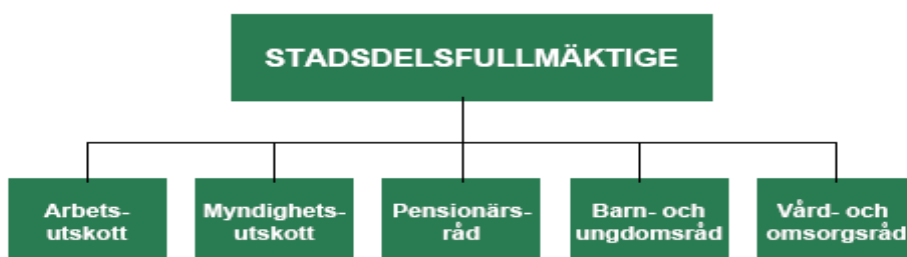 STADSDELSFULLMÄKTIGE
Arbets-
utskott
Myndighets-
utskott
Pensionärs-
råd
Barn- och
ungdomsråd
Vård- och
omsorgsråd